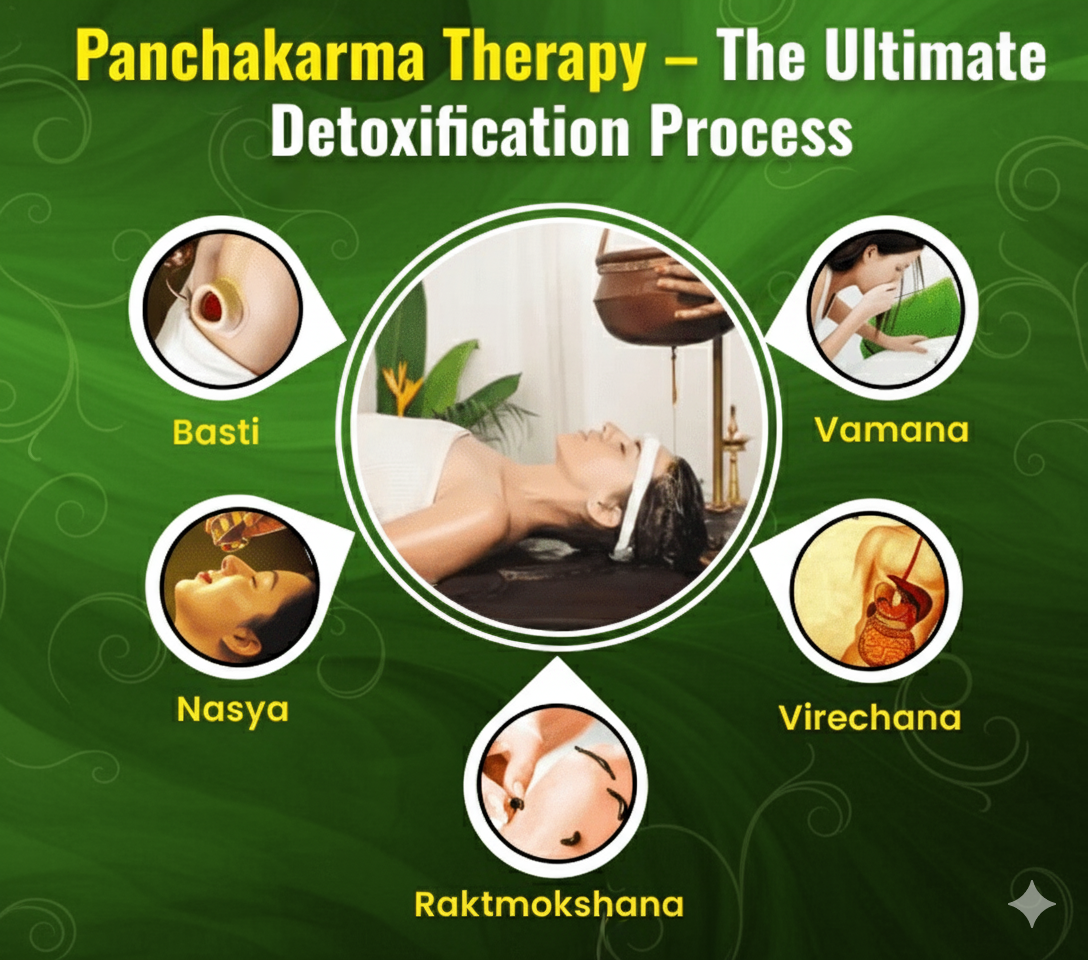 Panchakarma Therapy – The Ultimate
Detoxification Process
Basti
Vamana
Nasya
Virechana
Raktmokshana